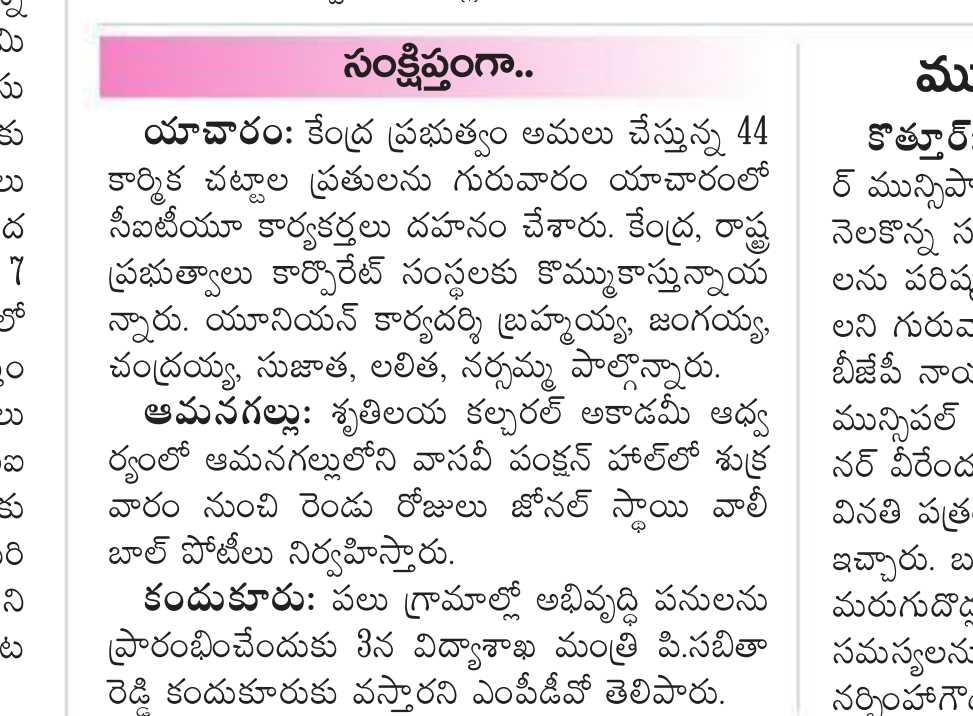 సంక్షిప్తంగా..
యాచారం: కేంద్ర ప్రభుత్వం అమలు చేస్తున్న 44
కార్మిక చట్టాల ప్రతులను గురువారం యాచారంలో
సీఐటీయూ కార్యకర్తలు దహనం చేశారు. కేంద్ర, రాష్ట్ర
ప్రభుత్వాలు కార్పొరేట్ సంస్థలకు కొమ్ముకాస్తున్నాయ
న్నారు. యూనియన్ కార్యదర్శి బ్రహ్మయ్య, జంగయ్య,
చంద్రయ్య, సుజాత, లలిత, నర్సమ్మ పాల్గొన్నారు.
ఆమనగల్లు: శృతిలయ కల్చరల్ అకాడమీ ఆధ్వ
ర్యంలో ఆమనగల్లులోని వాసవీ పంక్షన్ హాల్‌లో శుక్ర
వారం నుంచి రెండు రోజులు జోనల్ స్థాయి వాలీ
బాల్ పోటీలు నిర్వహిస్తారు.
కందుకూరు: పలు గ్రామాల్లో అభివృద్ధి పనులను
ప్రారంభించేందుకు 3న విద్యాశాఖ మంత్రి పి.సబితా
రెడ్డి కందుకూరుకు వస్తారని ఎంపీడీవో తెలిపారు.
కొత్తూర్:
ర్ మున్సిపా
నెలకొన్న స
లను పరిష్క
లని గురువా
బీజేపీ నాయ
మున్సిపల్
నర్ వీరేంద
వినతి పత్ర
ఇచ్చారు. బ
మరుగుదొడ్ల
సమస్యలను
నర్సింహాగౌ